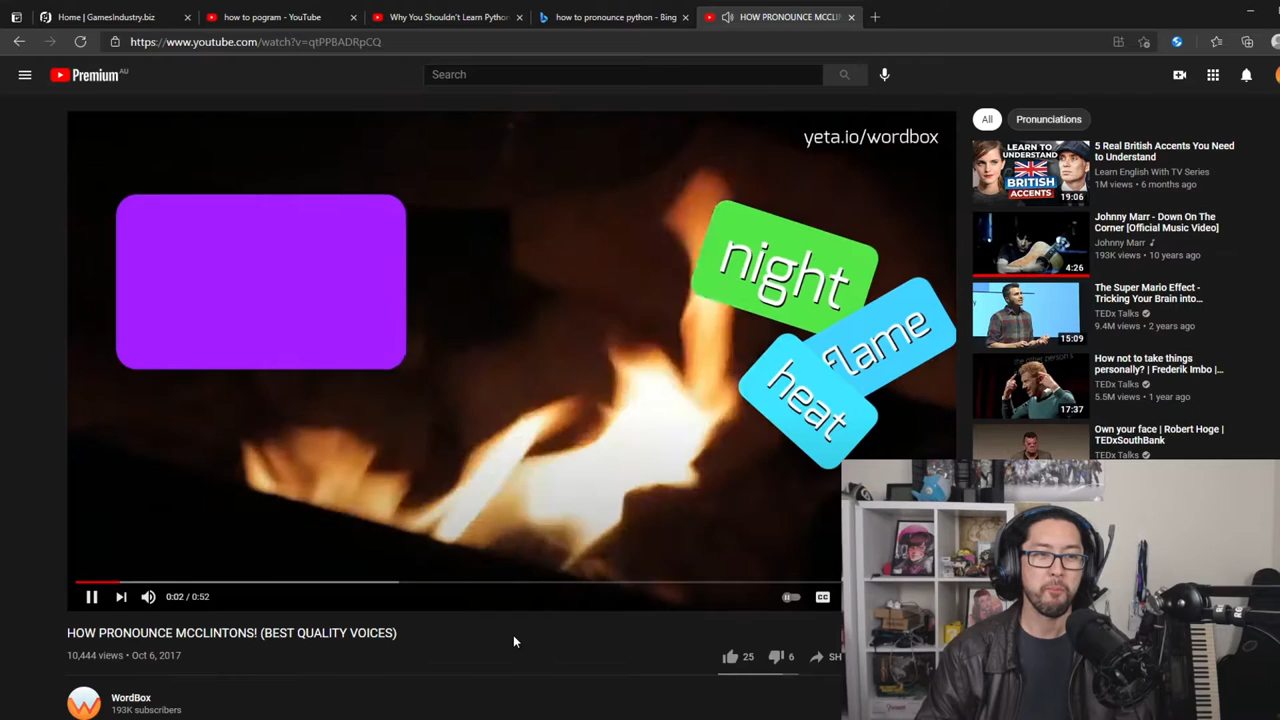 Home | GamesIndustry.biz
how to pogram - YouTube
Why You Shouldn't Learn Python
how to pronounce python - Bing
HOW PRONOUNCE MCCLIN
https://www.youtube.com/watch?v=qtPPBADRpCQ
Premium AU
Search
yeta.io/wordbox
night
flame
heat
All
Pronunciations
LEARN TO
UNDERSTAND
BRITISH
ACCENTS
19:06
5 Real British Accents You Need
to Understand
Learn English With TV Series
1M views • 6 months ago
4:26
Johnny Marr - Down On The
Corner [Official Music Video]
Johnny Marr
193K views • 10 years ago
15:09
The Super Mario Effect -
Tricking Your Brain into...
TEDx Talks
9.4M views • 2 years ago
17:37
How not to take things
personally? | Frederik Imbo |...
TEDx Talks
5.5M views • 1 year ago
Own your face | Robert Hoge |
TEDxSouthBank
TEDx Talks
0:02 / 0:52
CC
HOW PRONOUNCE MCCLINTONS! (BEST QUALITY VOICES)
10,444 views • Oct 6, 2017
25
6
SH
WordBox
193K subscribers